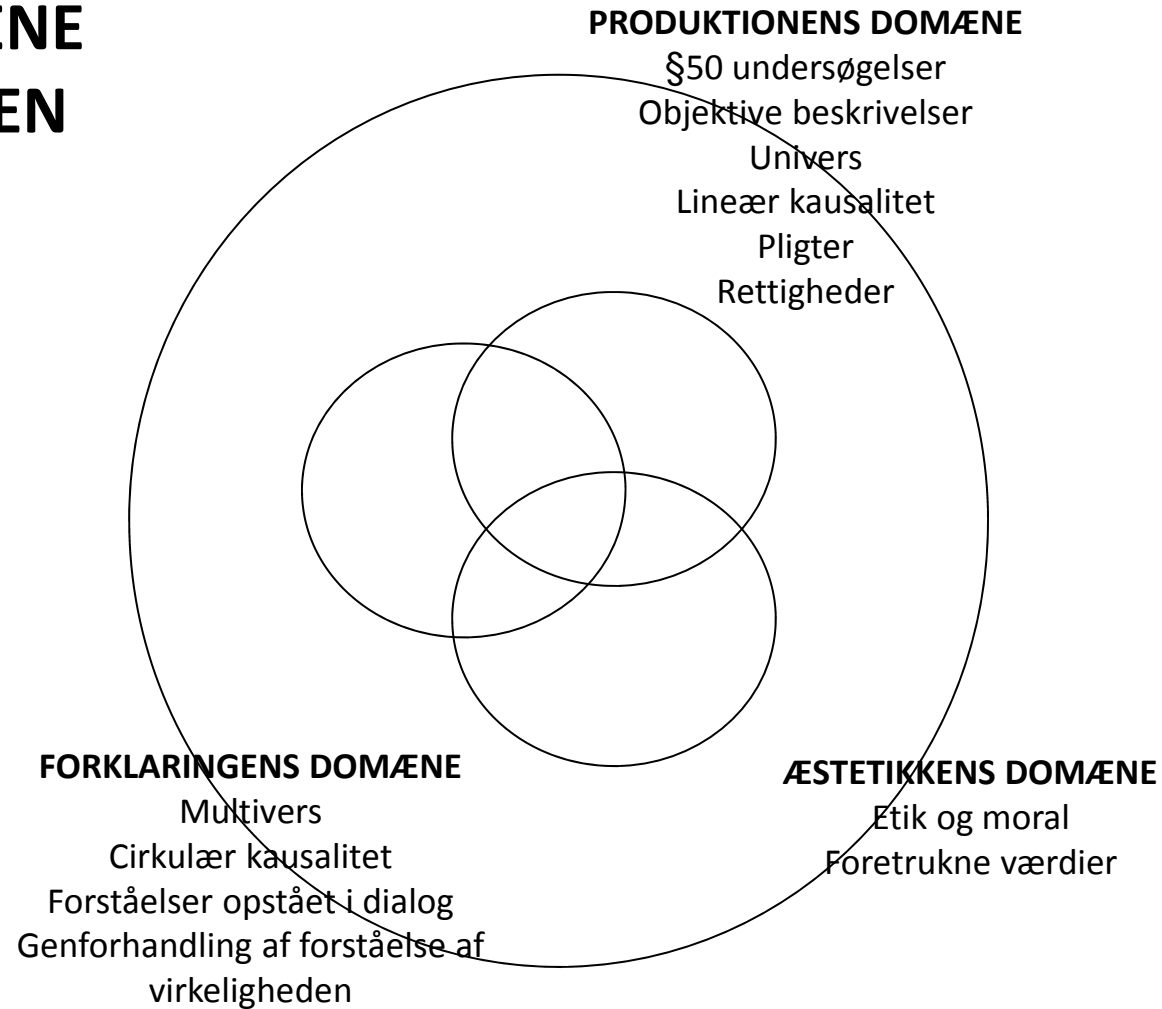 ENE
EN
PRODUKTIONENS DOMÆNE
§50 undersøgelser
Objektive beskrivelser
Univers
Lineær kausalitet
Pligter
Rettigheder
FORKLARINGENS DOMÆNE
Multivers
Cirkulær kausalitet
Forståelser opstået i dialog
Genforhandling af forståelse af
virkeligheden
ÆSTETIKKENS DOMÆNE
Etik og moral
Foretrukne værdier